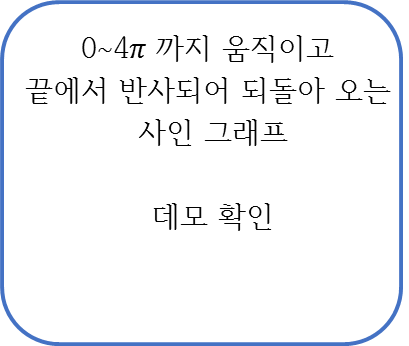 0~4π 까지 움직이고
끝에서 반사되어 되돌아 오는
사인 그래프
데모 확인